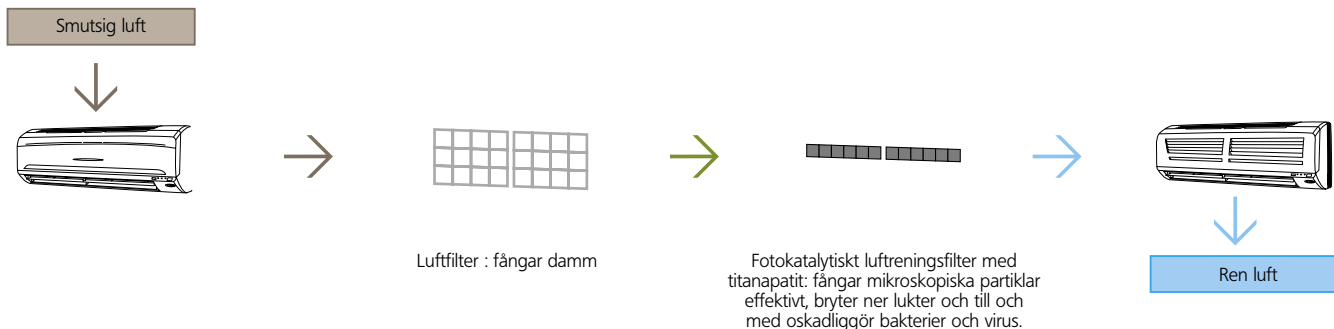 Smutsig luft
Luftfilter : fångar damm
Fotokatalytiskt luftreningsfilter med
titanapatit: fångar mikroskopiska partiklar
effektivt, bryter ner lukter och till och
med oskadliggör bakterier och virus.
Ren luft